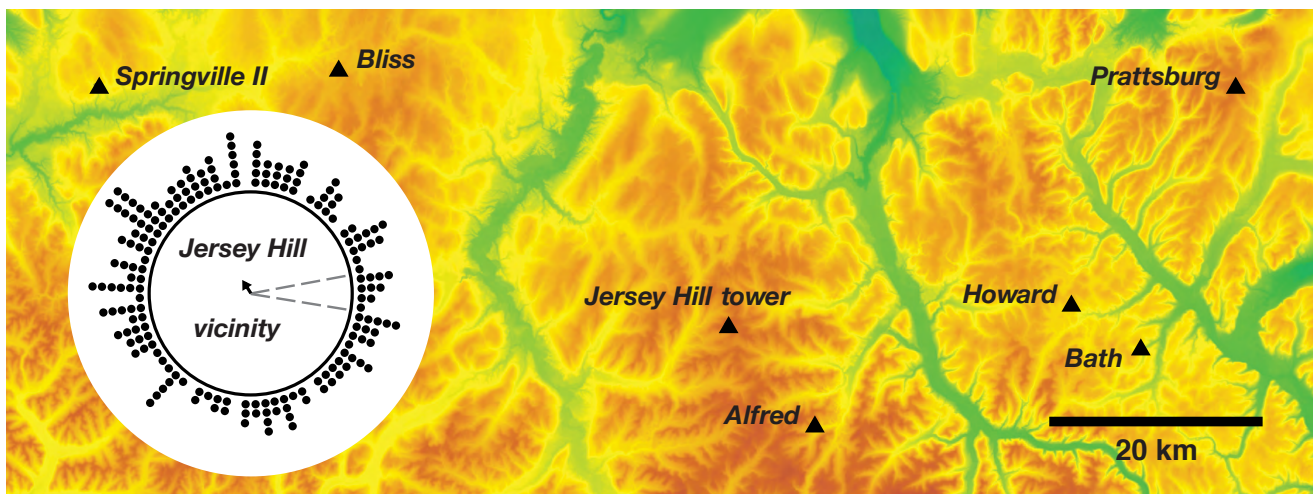 Springville II
Bliss
Prattsburg
Jersey Hill
vicinity
Jersey Hill tower
Howard
Bath
Alfred
20 km